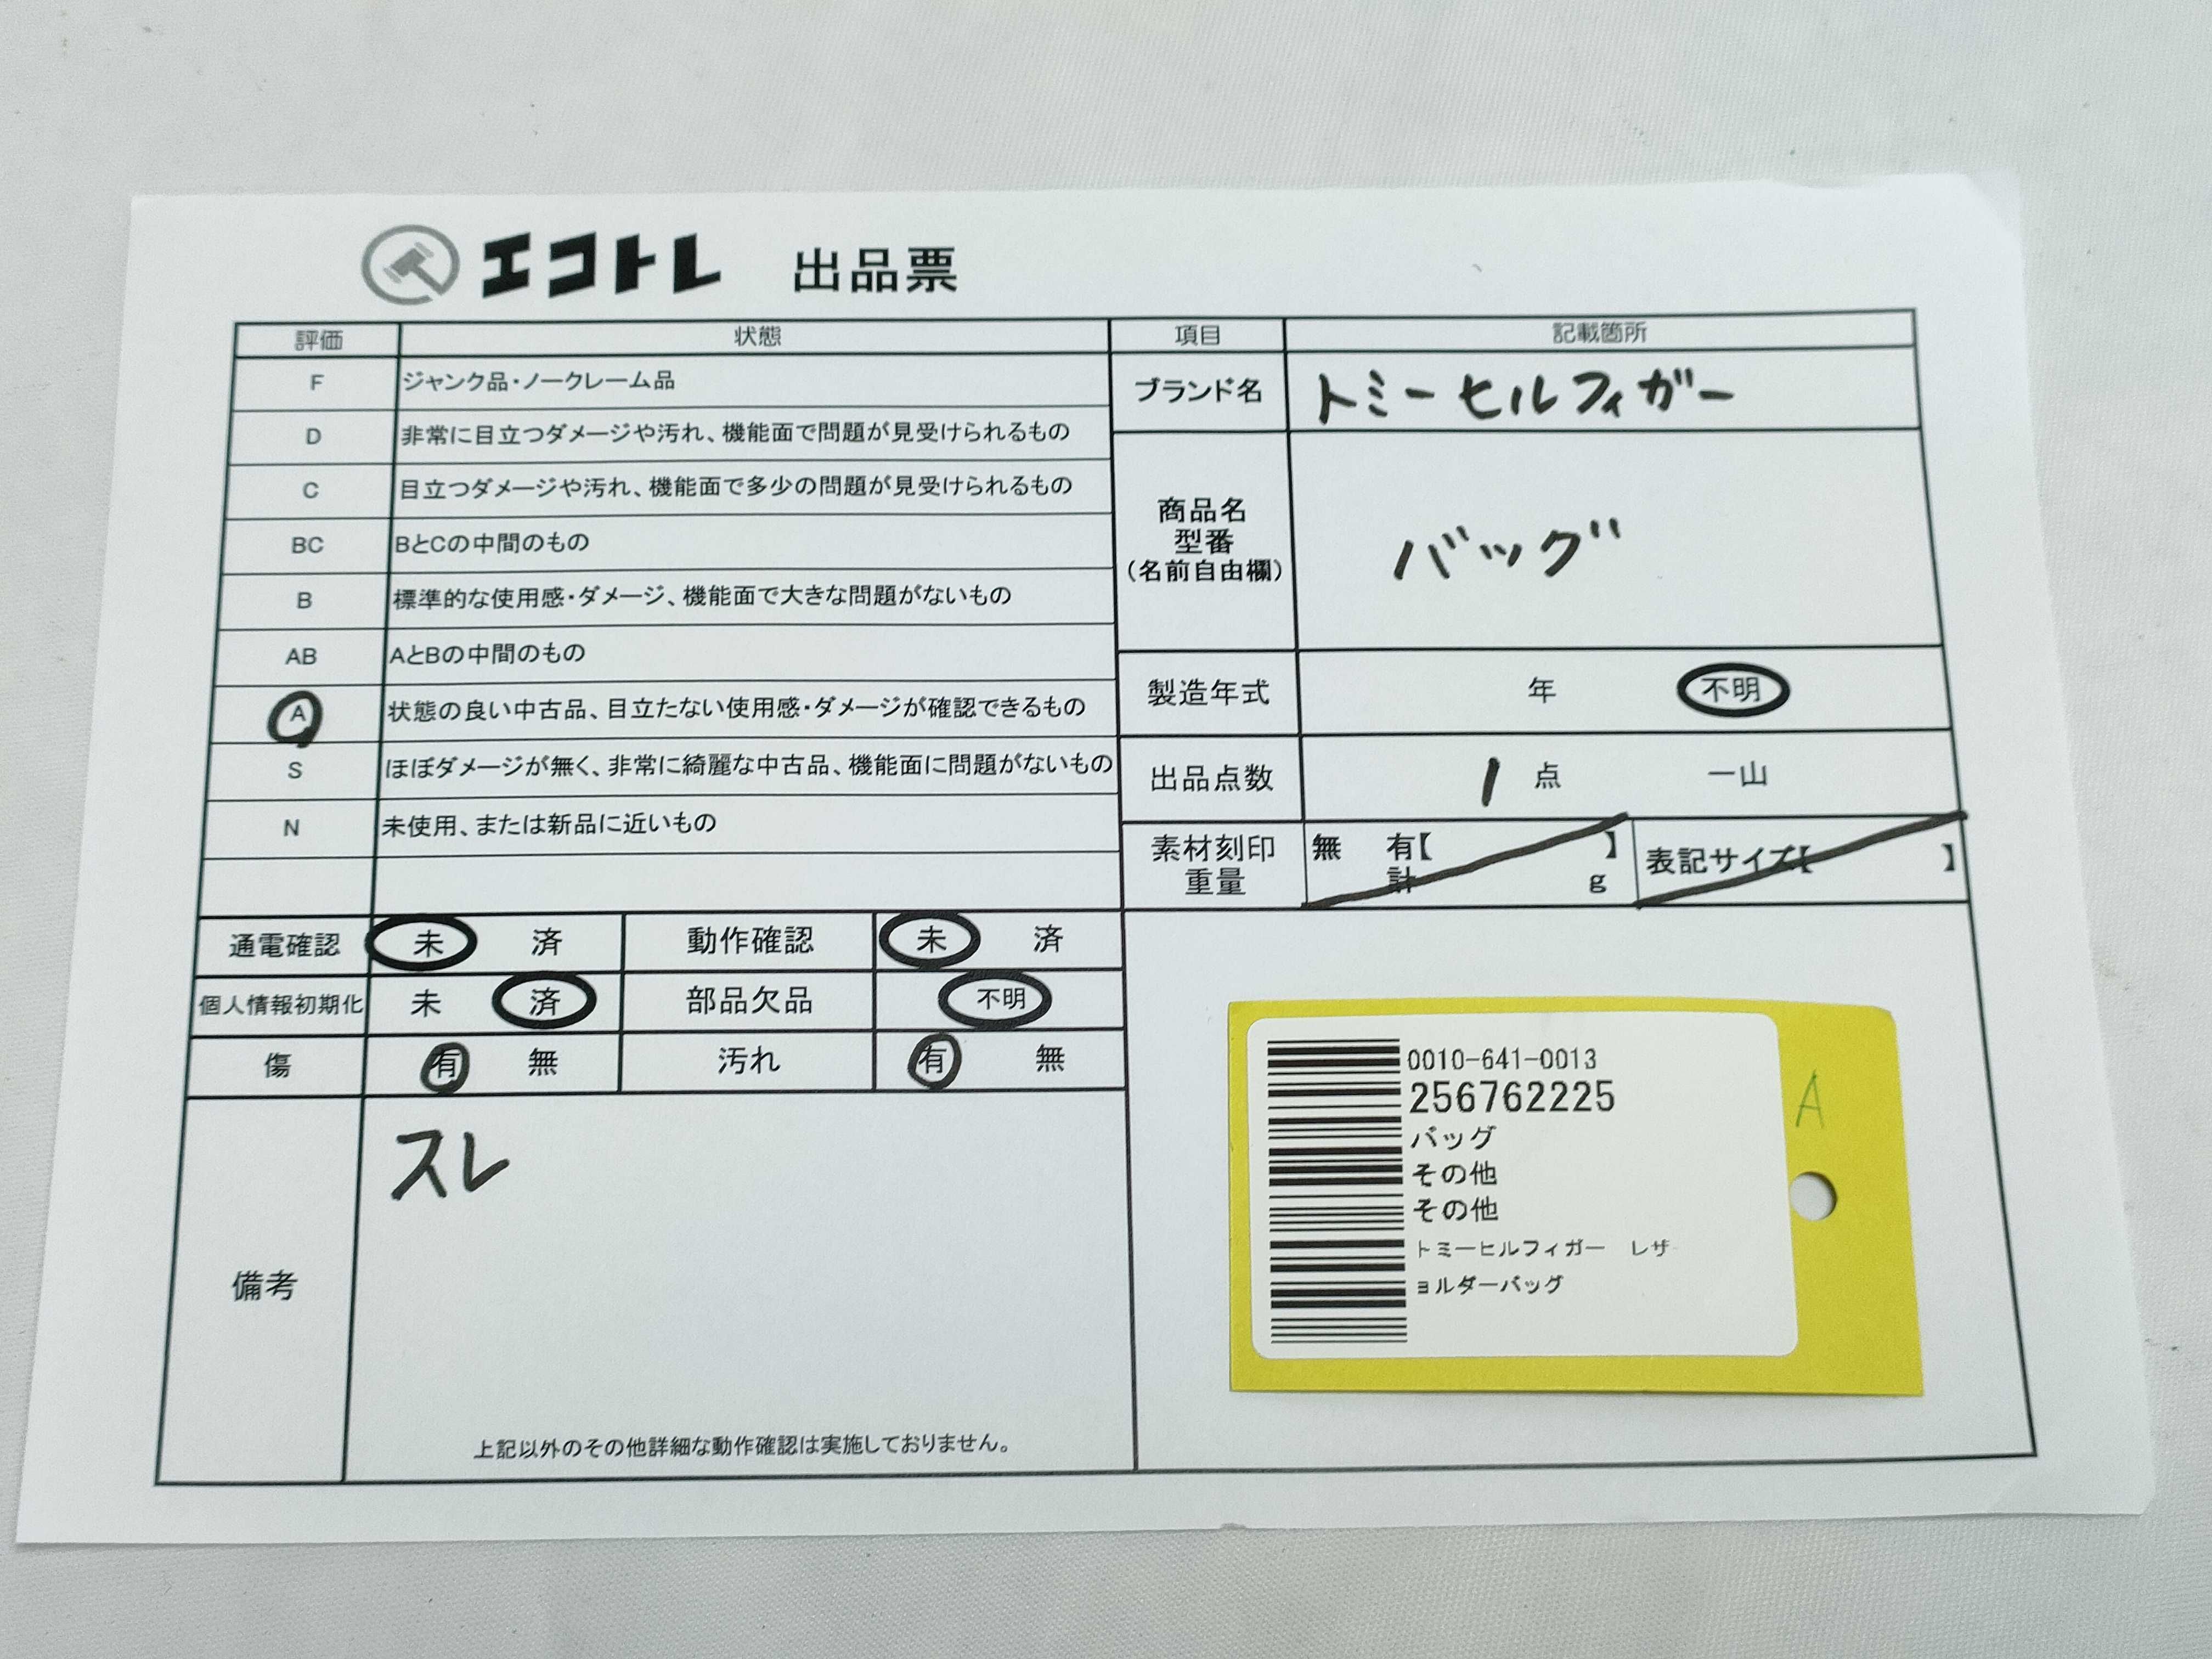 エコトレ 出品票
評価 状態
F ジャンク品・ノークレーム品
D 非常に目立つダメージや汚れ、機能面で問題が見受けられるもの
C 目立つダメージや汚れ、機能面で多少の問題が見受けられるもの
BC BとCの中間のもの
B 標準的な使用感・ダメージ、機能面で大きな問題がないもの
AB AとBの中間のもの
A 状態の良い中古品、目立たない使用感・ダメージが確認できるもの
S ほぼダメージが無く、非常に綺麗な中古品、機能面に問題がないもの
N 未使用、または新品に近いもの
項目 記載箇所
ブランド名 トミーヒルフィガー
商品名
型番
(名前自由欄)
バッグ
製造年式 年 不明
出品点数 1 点 一山
素材刻印
重量
無 有【 】
計 g
表記サイズ【 】
通電確認 未 済 動作確認 未 済
個人情報初期化 未 済 部品欠品 不明
傷 有 無 汚れ 有 無
備考
スレ
上記以外のその他詳細な動作確認は実施しておりません。
0010-641-0013
256762225
バッグ
その他
その他
トミーヒルフィガー レザ
ョルダーバッグ
A